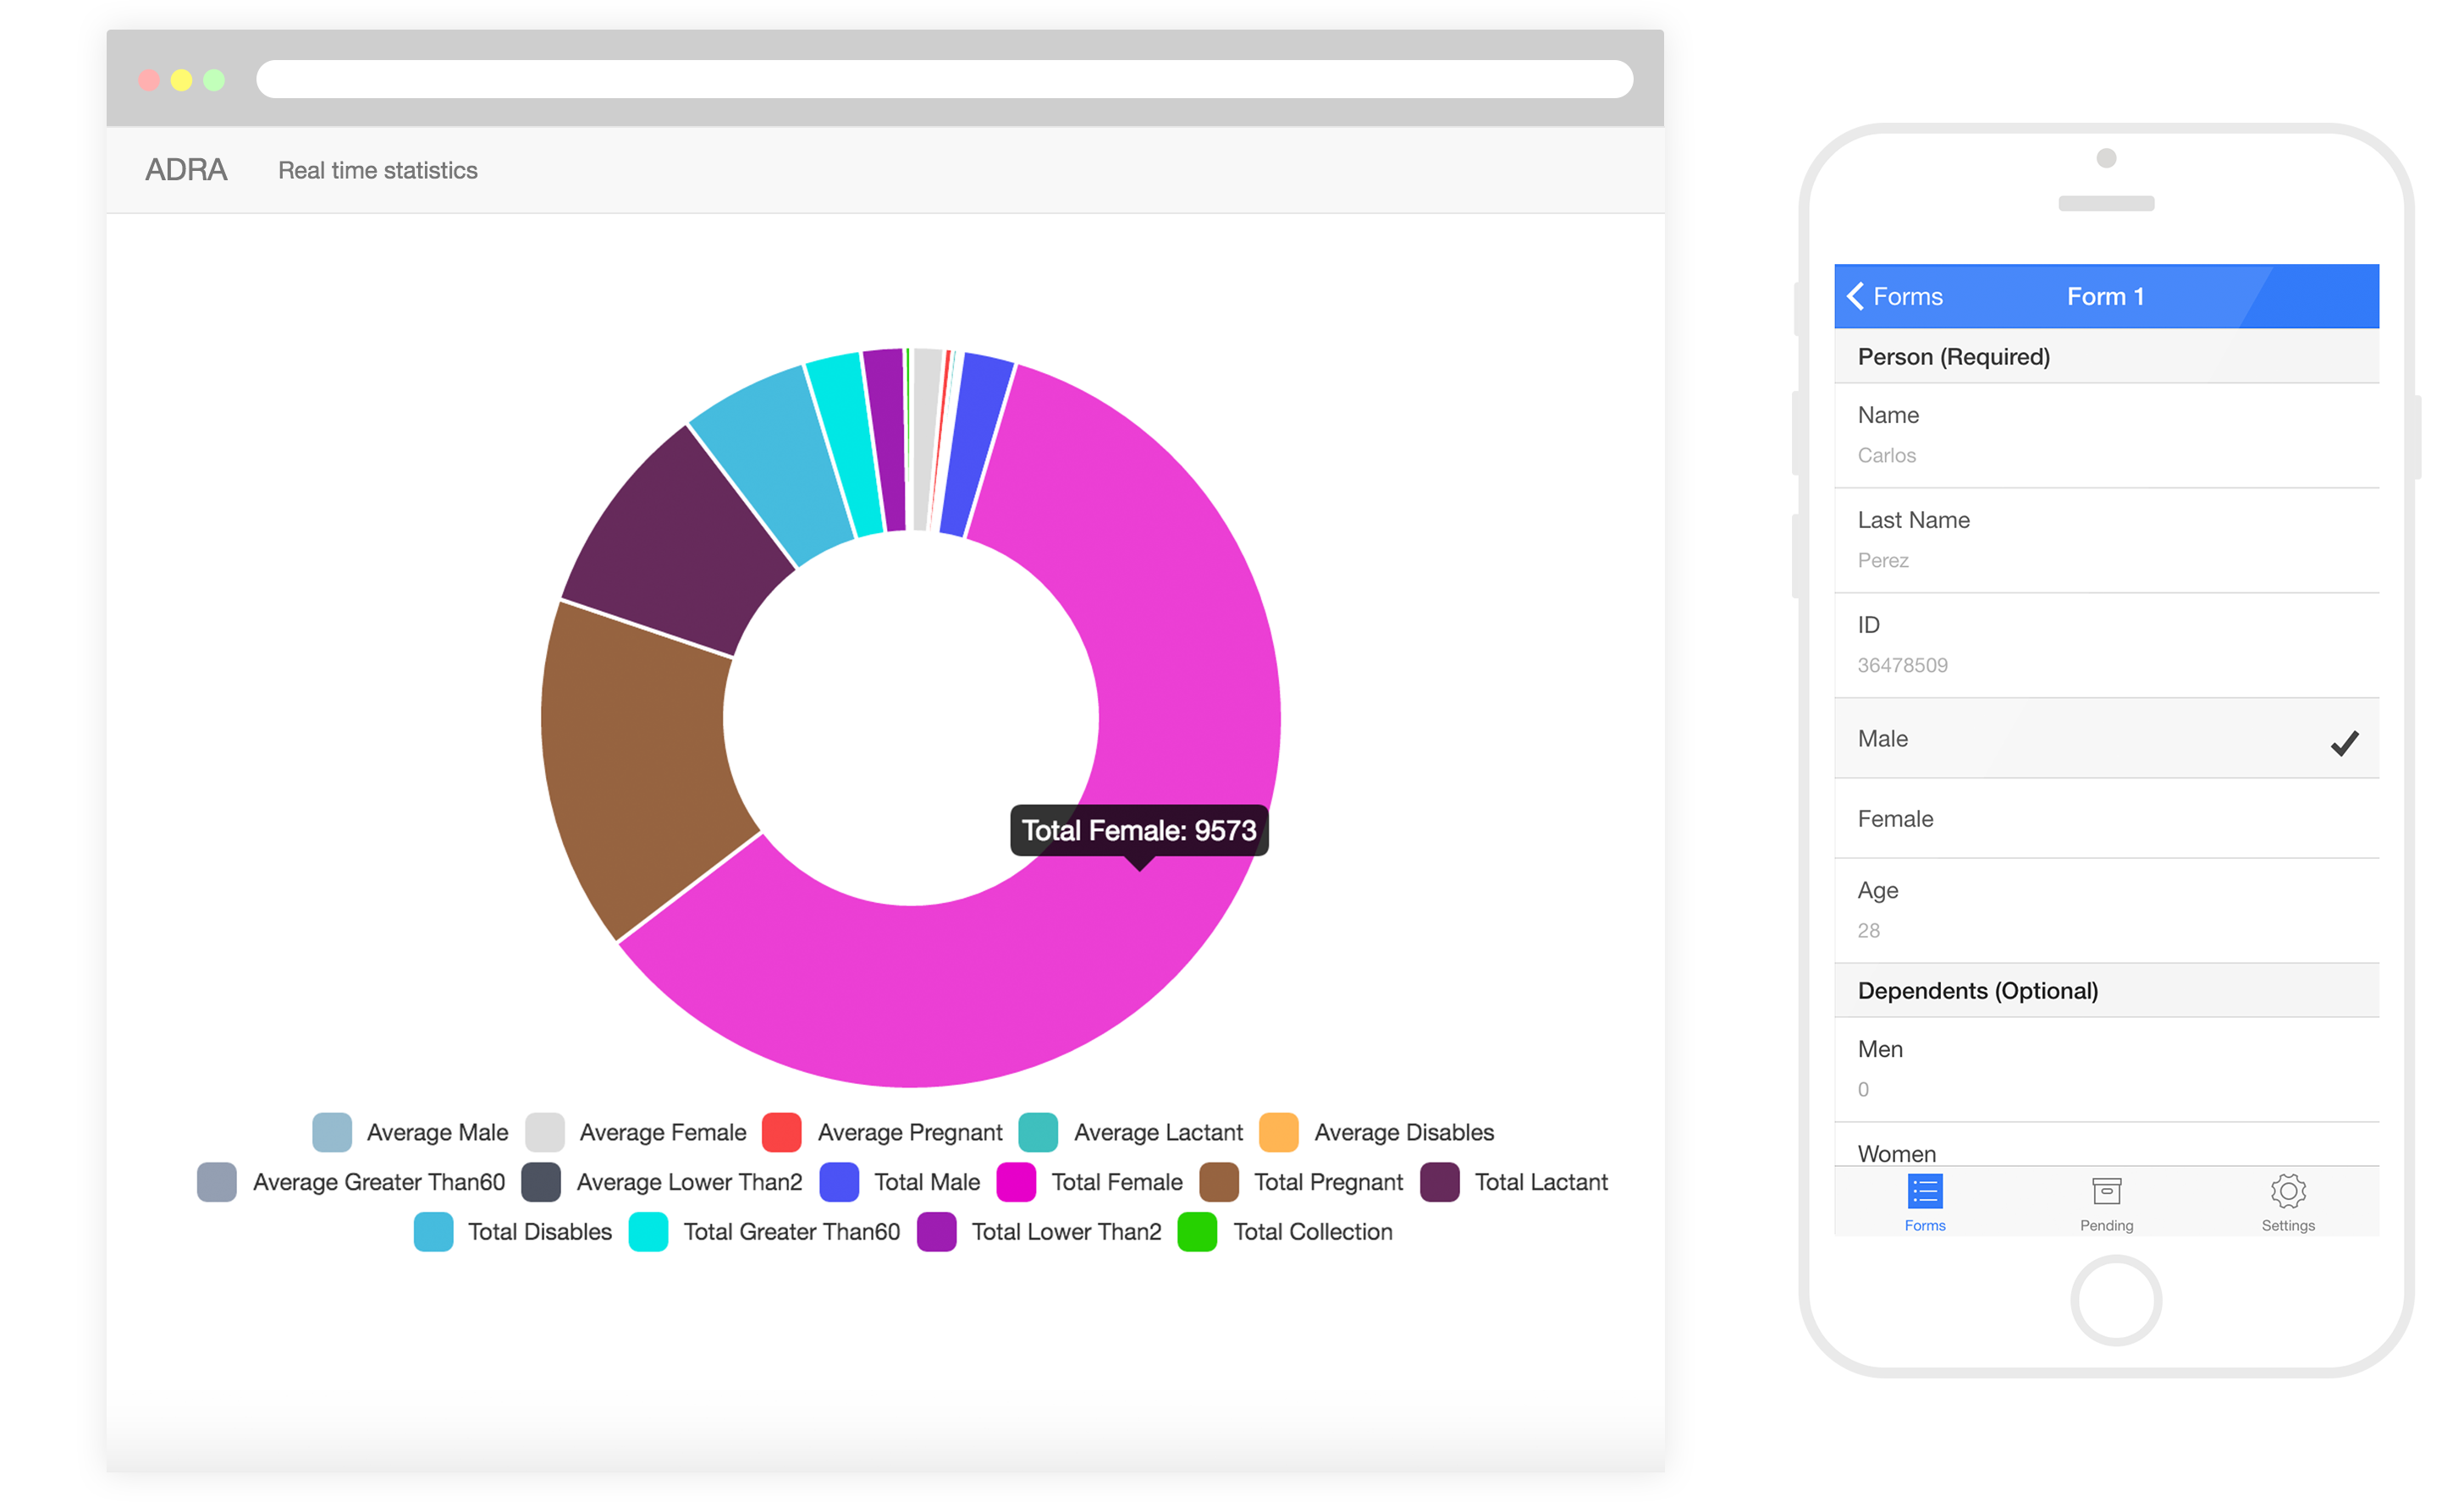 ADRA Real time statistics
Total Female: 9573
Average Male Average Female Average Pregnant Average Lactant Average Disables
Average Greater Than60 Average Lower Than2 Total Male Total Female Total Pregnant Total Lactant
Total Disables Total Greater Than60 Total Lower Than2 Total Collection
Forms Form 1
Person (Required)
Name
Carlos
Last Name
Perez
ID
36478509
Male
Female
Age
28
Dependents (Optional)
Men
0
Women
Forms Pending Settings